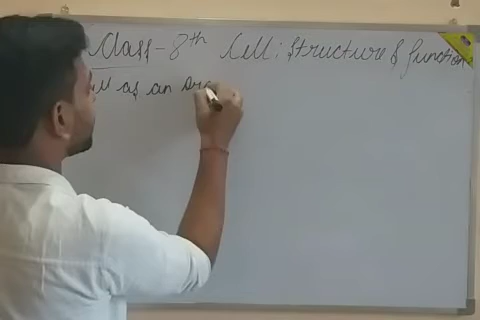 Class - 8th Cell: Structure & function
as an